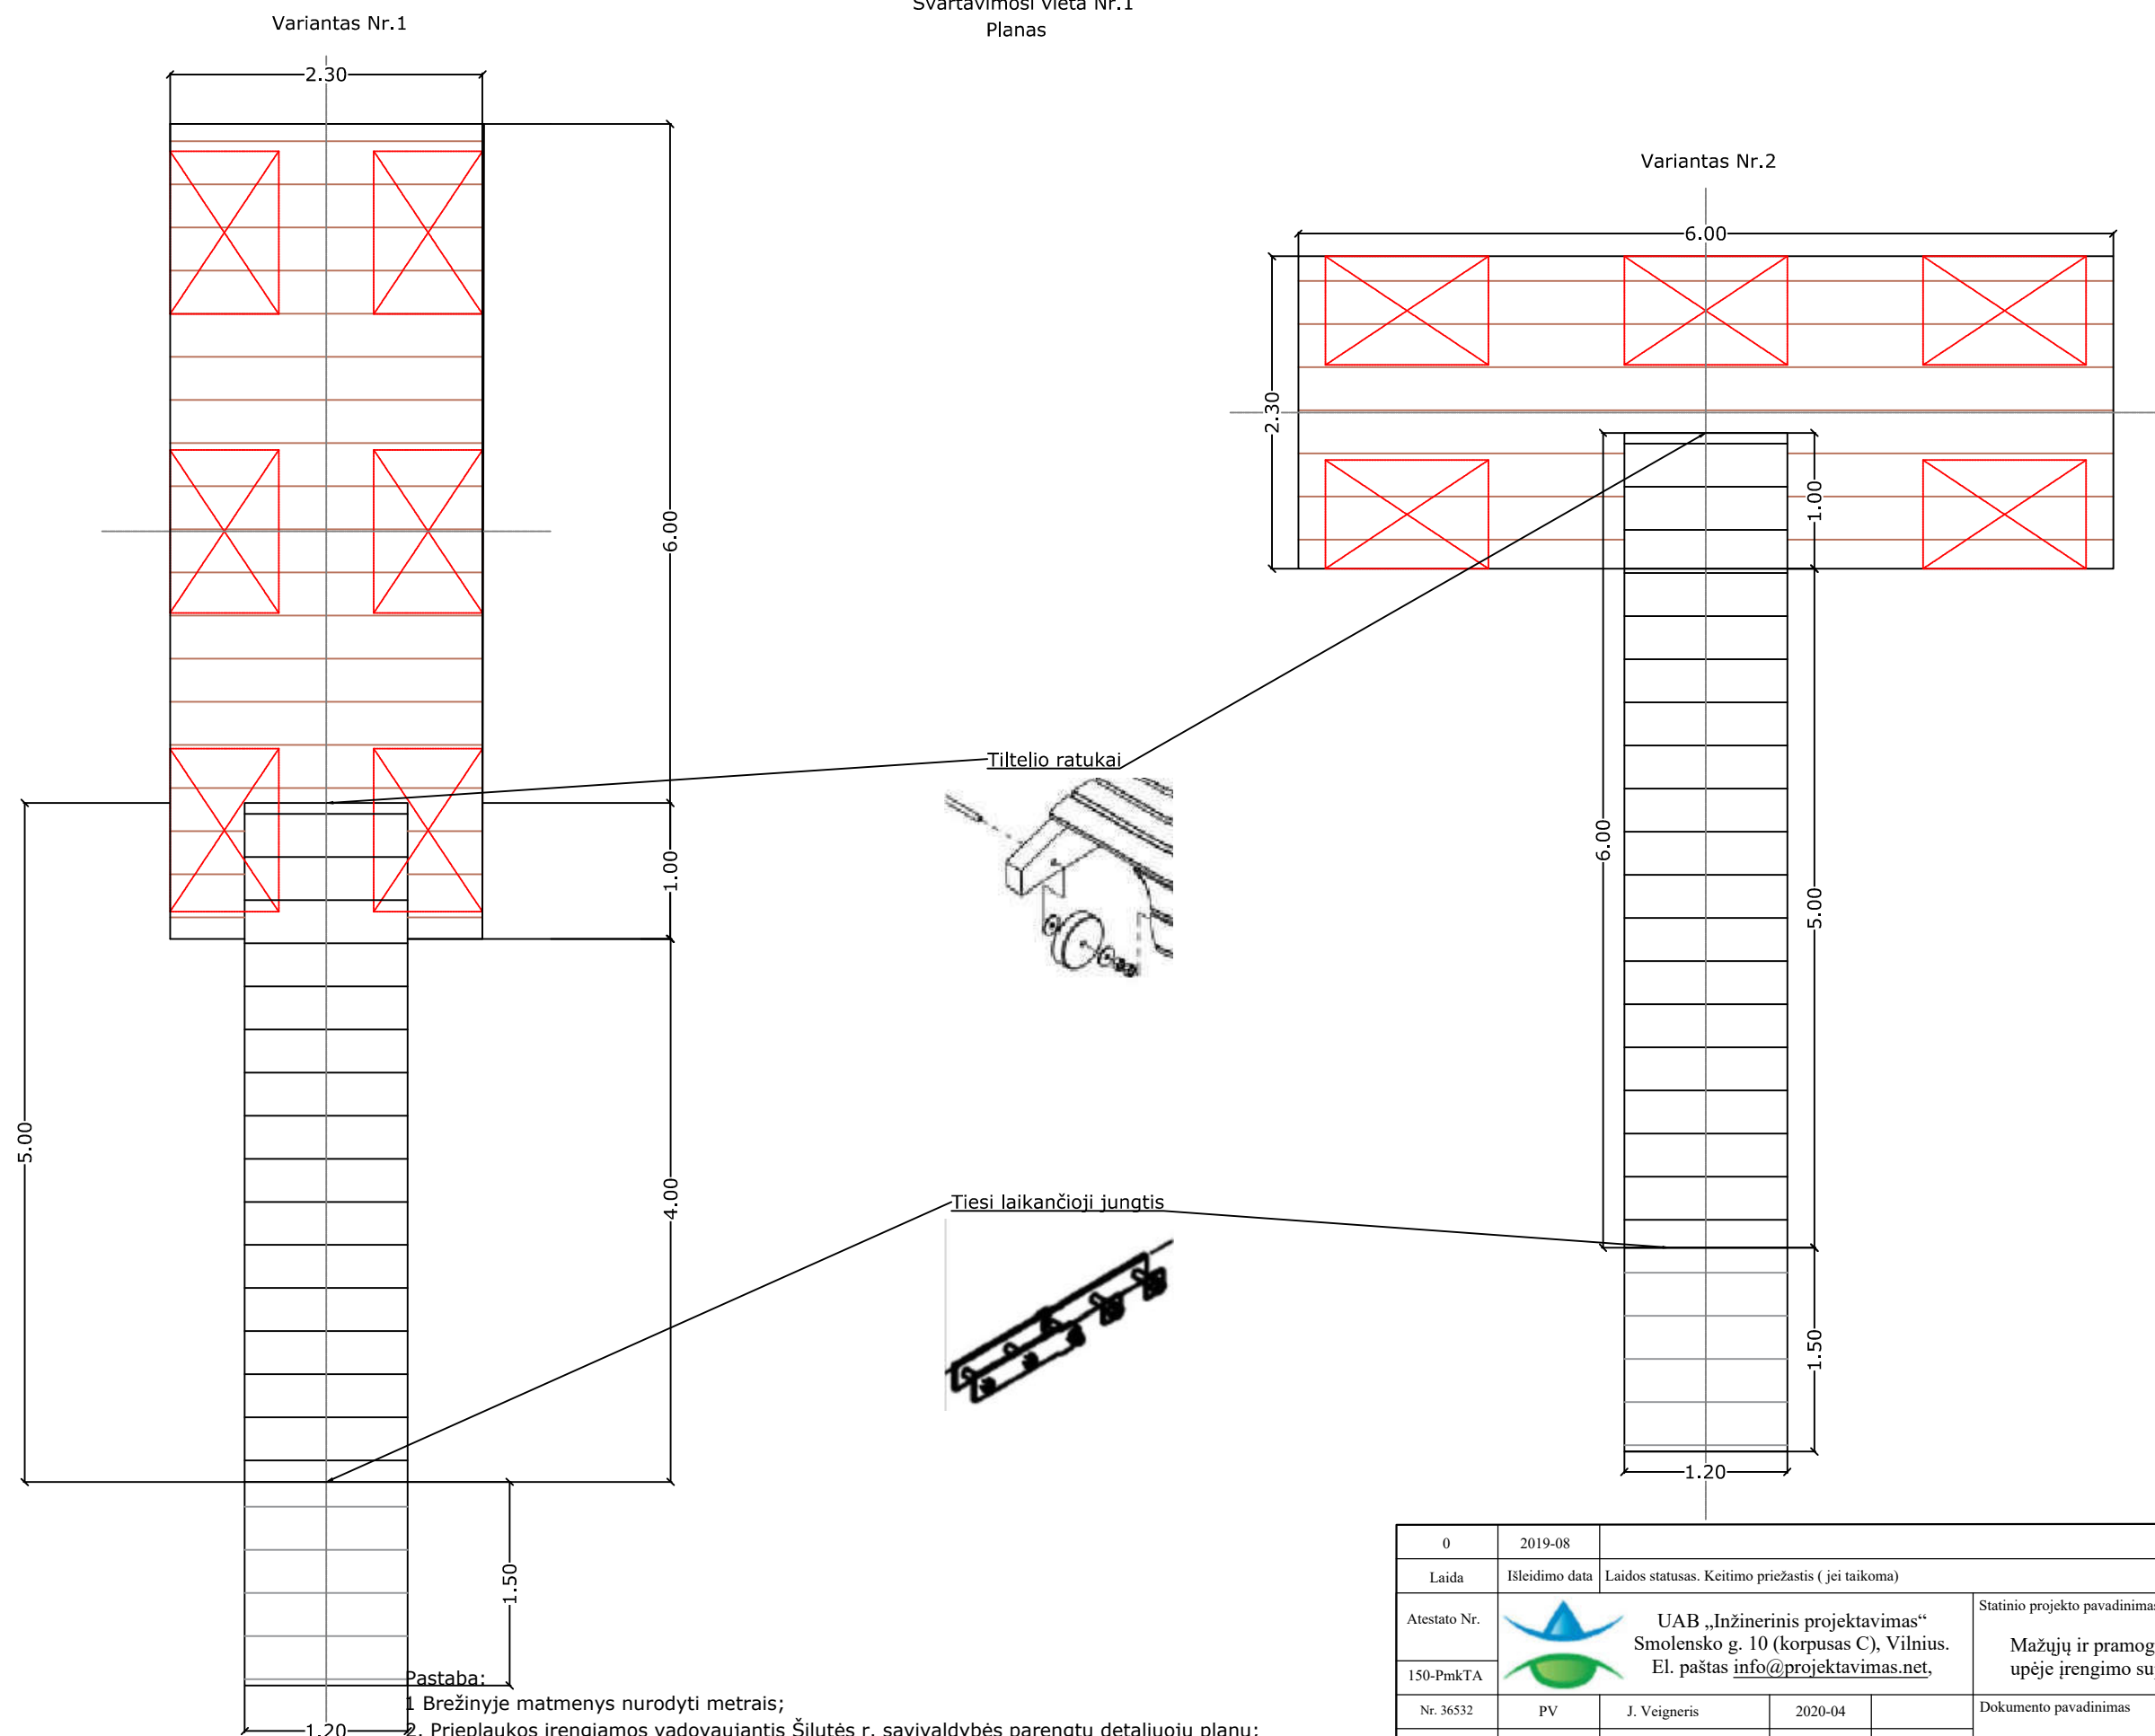 Švartavimosi vieta Nr.1
Planas
Variantas Nr.1
2.30
6.00
1.00
5.00
4.00
1.50
1.20
Variantas Nr.2
6.00
2.30
1.00
6.00
5.00
1.50
1.20
Tiltelio ratukai
Tiesi laikančioji jungtis
Pastaba:
1 Brežinyje matmenys nurodyti metrais;
2. Prieplaukos įrengiamos vadovaujantis Šilutės r. savivaldybės parengtu detaliuoju planu;
0 2019-08
Laida Išleidimo data Laidos statusas. Keitimo priežastis ( jei taikoma)
Atestato Nr.
150-PmkTA
UAB „Inžinerinis projektavimas“
Smolensko g. 10 (korpusas C), Vilnius.
El. paštas info@projektavimas.net,
Statinio projekto pavadinimas
Mažųjų ir pramog
upėje įrengimo su
Nr. 36532 PV J. Veigneris 2020-04
Dokumento pavadinimas